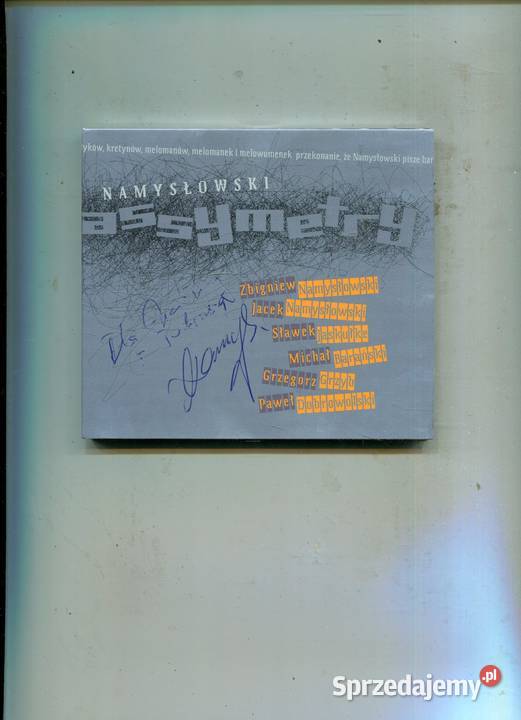 yków, kretynów, melomanów, melomanek i melowumenek przekonanie, że Namysłowski pisze bar
NAMYSŁOWSKI
assymetry
Zbigniew Namysłowski
Jacek Namysłowski
Sławek Jaskułke
Michał Barański
Grzegorz Grzyb
Paweł Dobrowolski
Dla
Sprzedajemy.pl